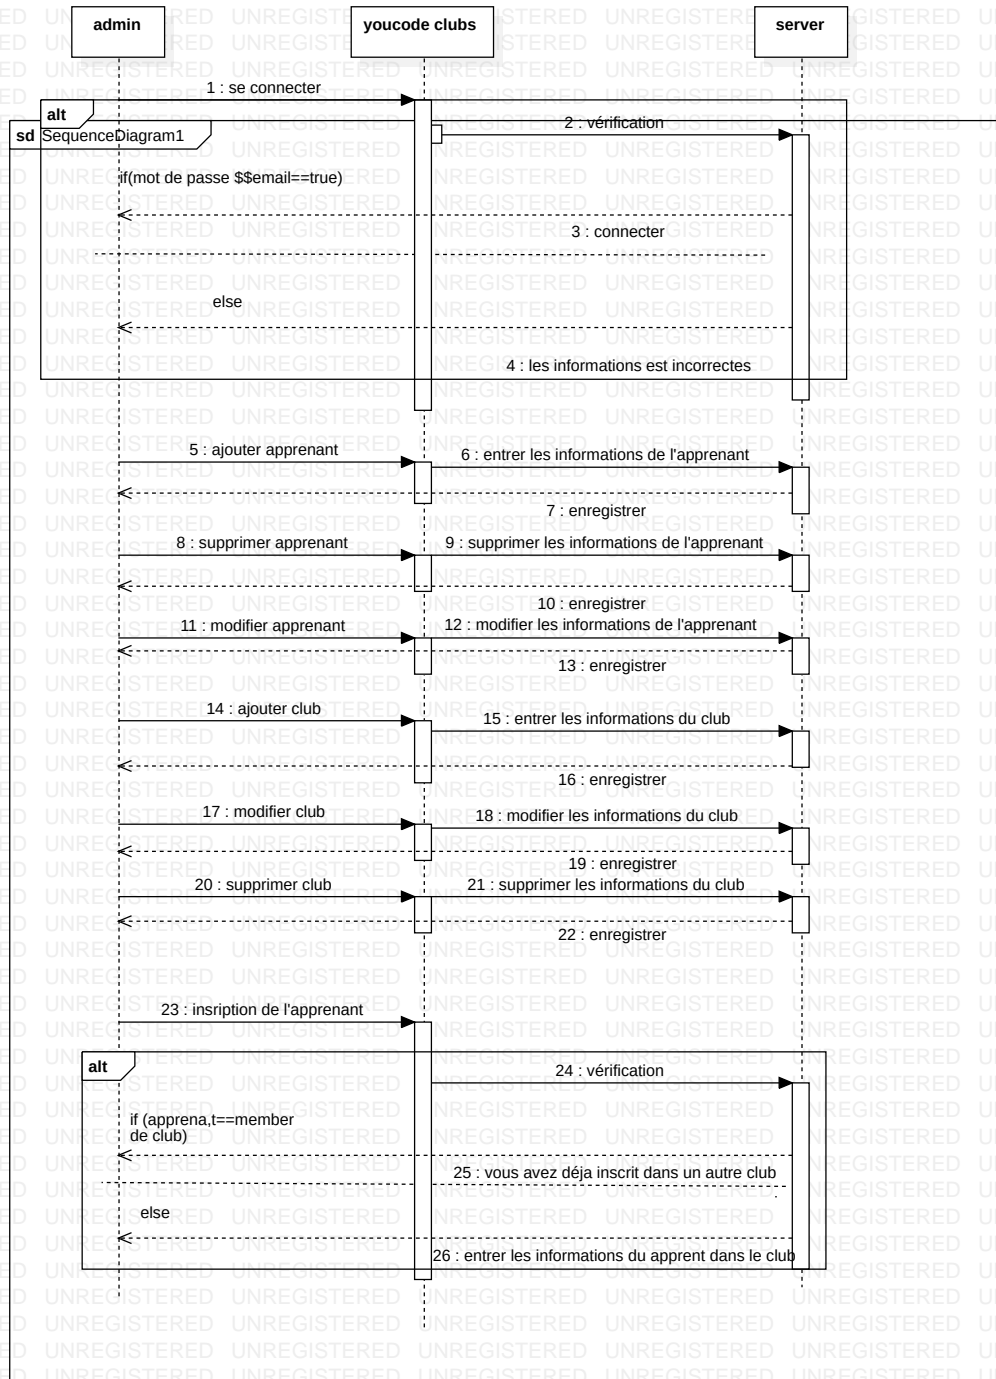 admin
youcode clubs
server
1 : se connecter
alt
sd SequenceDiagram1
2 : vérification
if(mot de passe $$email==true)
3 : connecter
else
4 : les informations est incorrectes
5 : ajouter apprenant
6 : entrer les informations de l'apprenant
7 : enregistrer
8 : supprimer apprenant
9 : supprimer les informations de l'apprenant
10 : enregistrer
11 : modifier apprenant
12 : modifier les informations de l'apprenant
13 : enregistrer
14 : ajouter club
15 : entrer les informations du club
16 : enregistrer
17 : modifier club
18 : modifier les informations du club
19 : enregistrer
20 : supprimer club
21 : supprimer les informations du club
22 : enregistrer
23 : insription de l'apprenant
alt
24 : vérification
if (apprena,t==member
de club)
25 : vous avez déja inscrit dans un autre club
else
26 : entrer les informations du apprent dans le club
UNREGISTERED